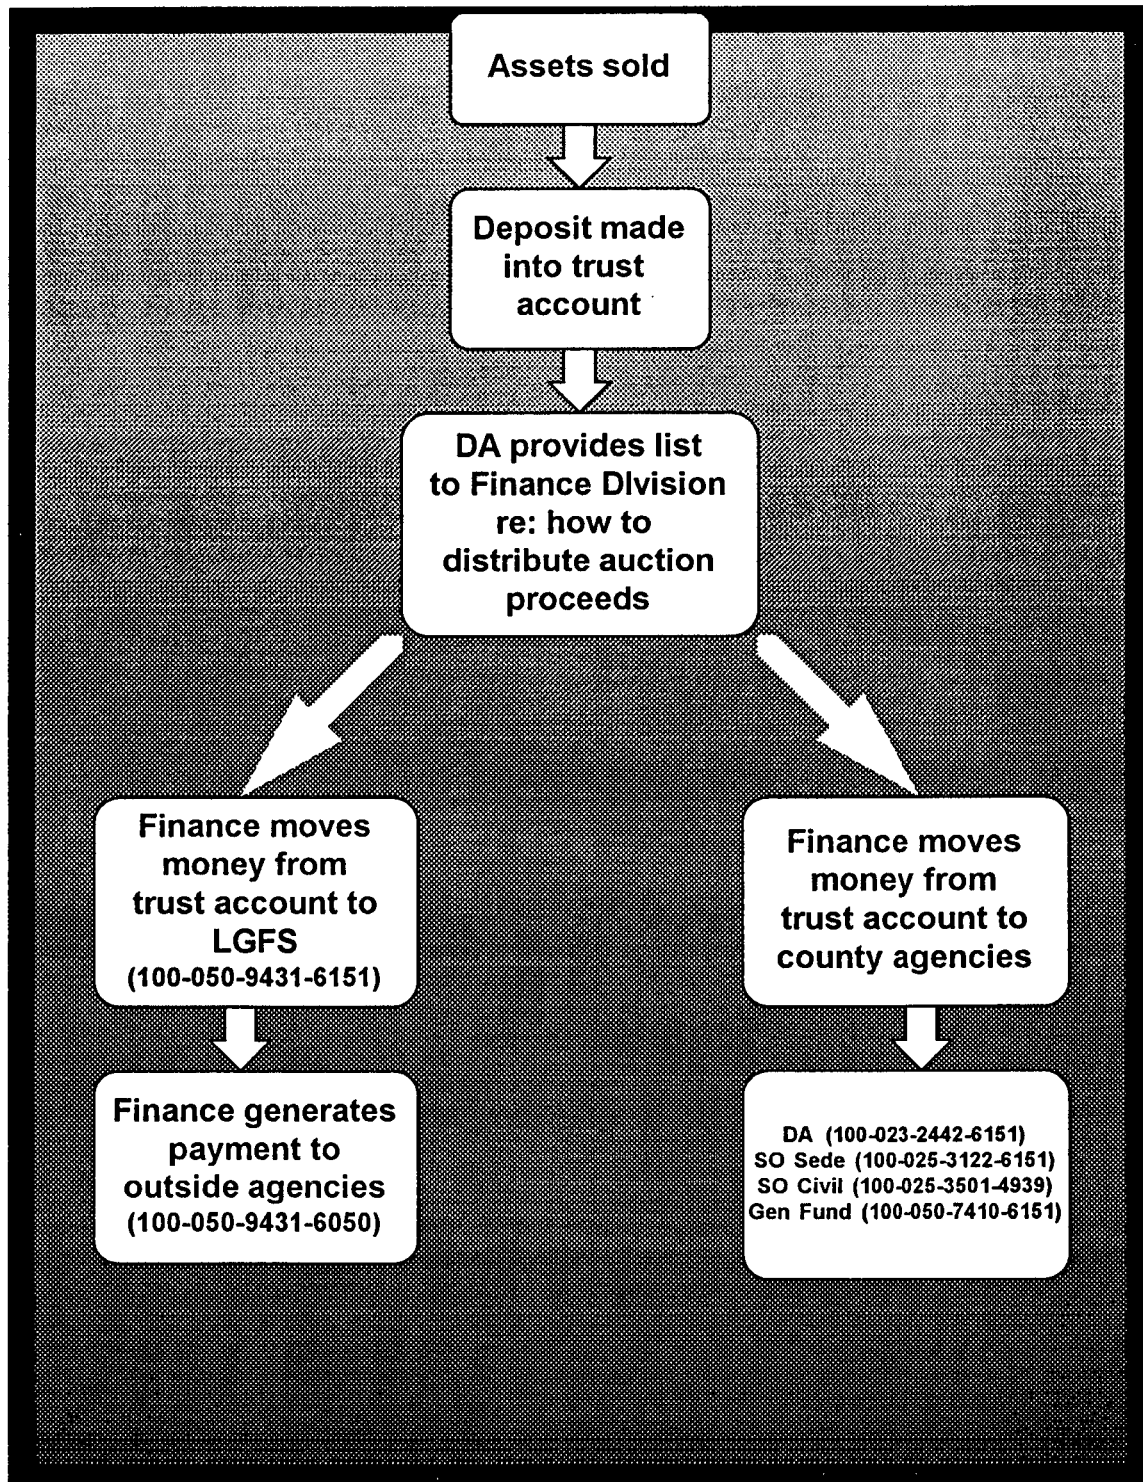 Assets sold
Deposit made
into trust
account
DA provides list
to Finance DIvision
re: how to
distribute auction
proceeds
Finance moves
money from
trust account to
LGFS
(100-050-9431-6151)
Finance moves
money from
trust account to
county agencies
Finance generates
payment to
outside agencies
(100-050-9431-6050)
DA (100-023-2442-6151)
SO Sede (100-025-3122-6151)
SO Civil (100-025-3501-4939)
Gen Fund (100-050-7410-6151)